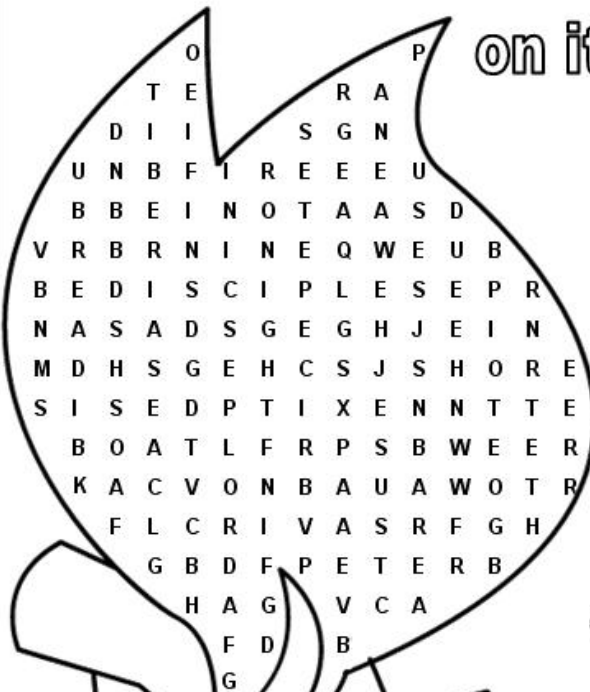 on it
O P
T E R A
D I I S G N
U N B F I R E E E U
B B E I N O T A A S D
V R B R N I N E Q W E U B
B E D I S C I P L E S E P R
N A S A D S G E G H J E I N
M D H S G E H C S J S H O R E
S I S E D P T I X E N N T T E
B O A T L F R P S B W E E R
K A C V O N B A U A W O T R
F L C R I V A S R F G H
G B D F P E T E R B
H A G V C A
F D B
G